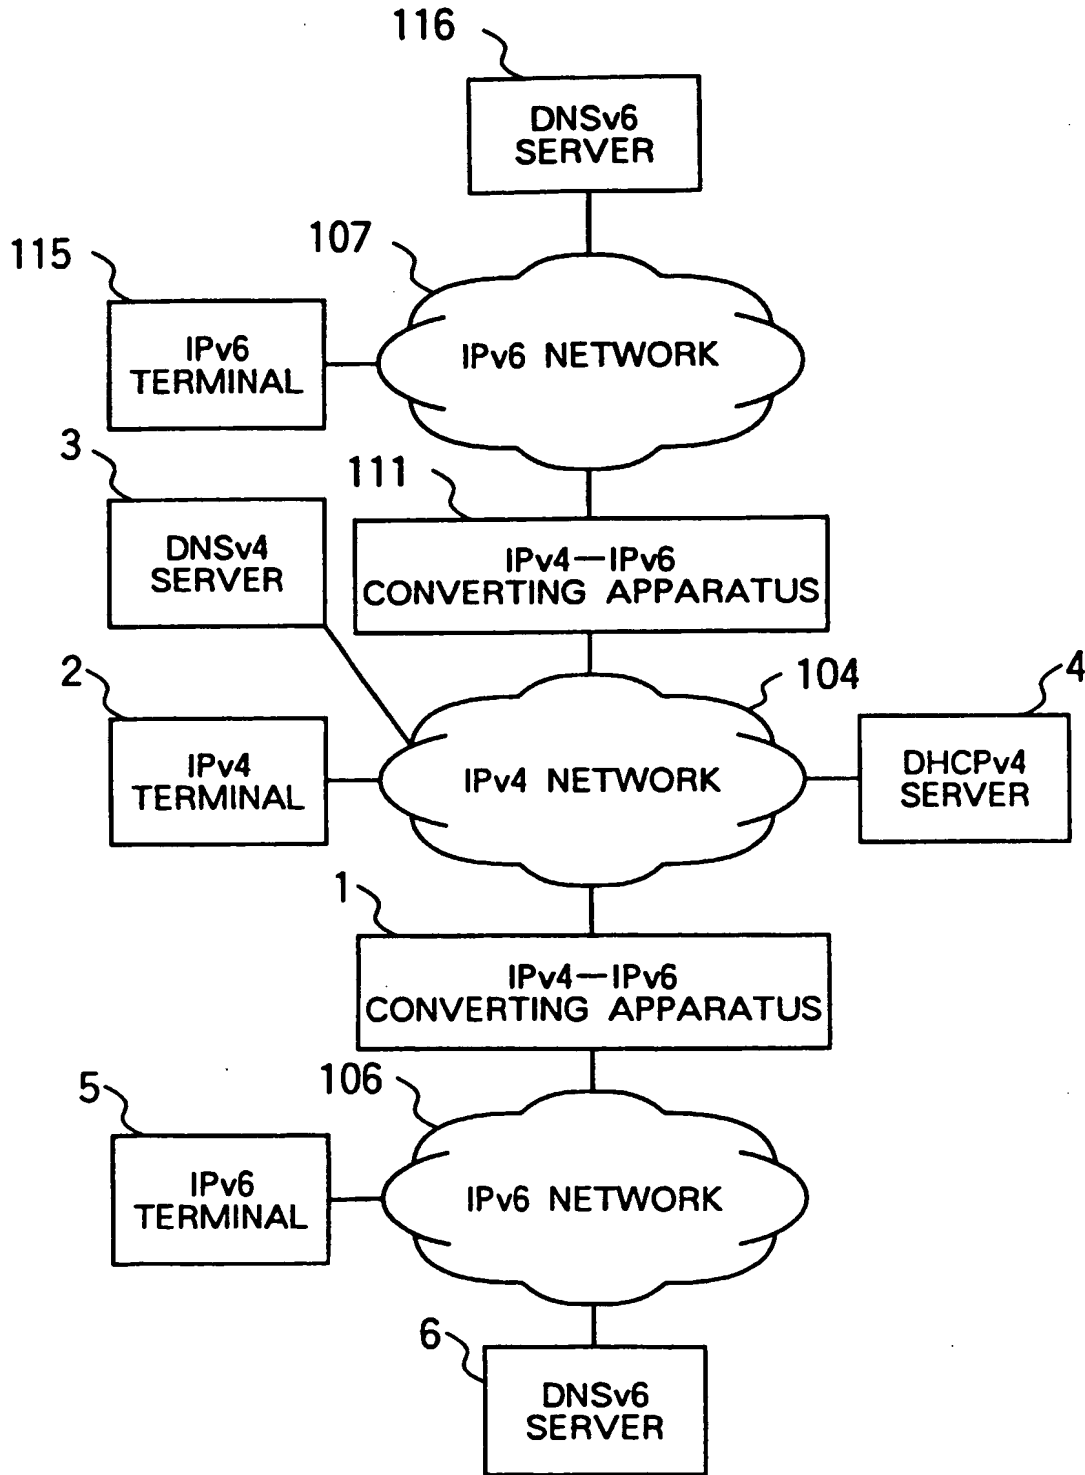 116
DNSv6
SERVER
107
115
IPv6
TERMINAL
IPv6 NETWORK
3
111
DNSv4
SERVER
IPv4—IPv6
CONVERTING APPARATUS
2
104
4
IPv4
TERMINAL
IPv4 NETWORK
DHCPv4
SERVER
1
IPv4—IPv6
CONVERTING APPARATUS
5
106
IPv6
TERMINAL
IPv6 NETWORK
6
DNSv6
SERVER